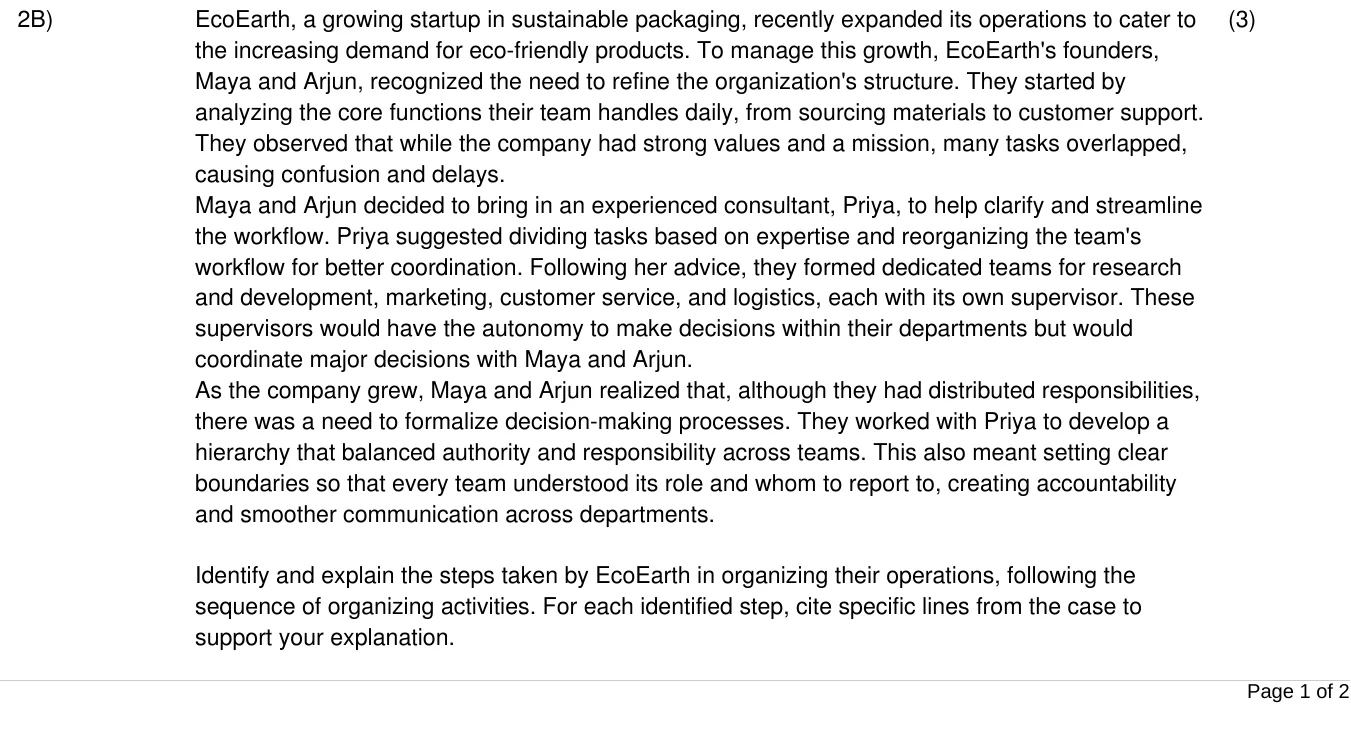 2B) EcoEarth, a growing startup in sustainable packaging, recently expanded its operations to cater to (3)
the increasing demand for eco-friendly products. To manage this growth, EcoEarth's founders,
Maya and Arjun, recognized the need to refine the organization's structure. They started by
analyzing the core functions their team handles daily, from sourcing materials to customer support.
They observed that while the company had strong values and a mission, many tasks overlapped,
causing confusion and delays.
Maya and Arjun decided to bring in an experienced consultant, Priya, to help clarify and streamline
the workflow. Priya suggested dividing tasks based on expertise and reorganizing the team's
workflow for better coordination. Following her advice, they formed dedicated teams for research
and development, marketing, customer service, and logistics, each with its own supervisor. These
supervisors would have the autonomy to make decisions within their departments but would
coordinate major decisions with Maya and Arjun.
As the company grew, Maya and Arjun realized that, although they had distributed responsibilities,
there was a need to formalize decision-making processes. They worked with Priya to develop a
hierarchy that balanced authority and responsibility across teams. This also meant setting clear
boundaries so that every team understood its role and whom to report to, creating accountability
and smoother communication across departments.
Identify and explain the steps taken by EcoEarth in organizing their operations, following the
sequence of organizing activities. For each identified step, cite specific lines from the case to
support your explanation.
Page 1 of 2